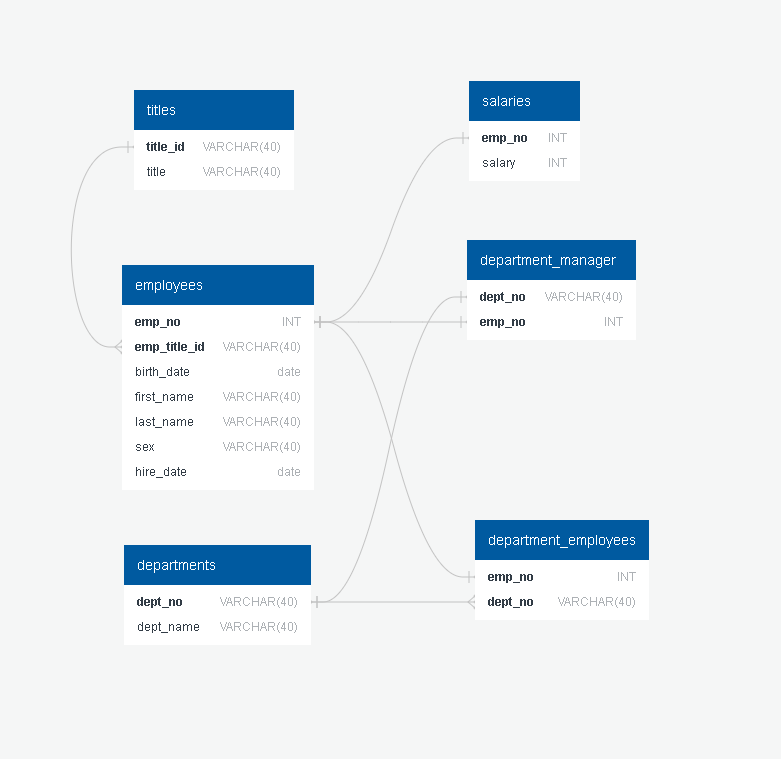 titles
title_id VARCHAR(40)
title VARCHAR(40)
salaries
emp_no INT
salary INT
employees
emp_no INT
emp_title_id VARCHAR(40)
birth_date date
first_name VARCHAR(40)
last_name VARCHAR(40)
sex VARCHAR(40)
hire_date date
department_manager
dept_no VARCHAR(40)
emp_no INT
departments
dept_no VARCHAR(40)
dept_name VARCHAR(40)
department_employees
emp_no INT
dept_no VARCHAR(40)